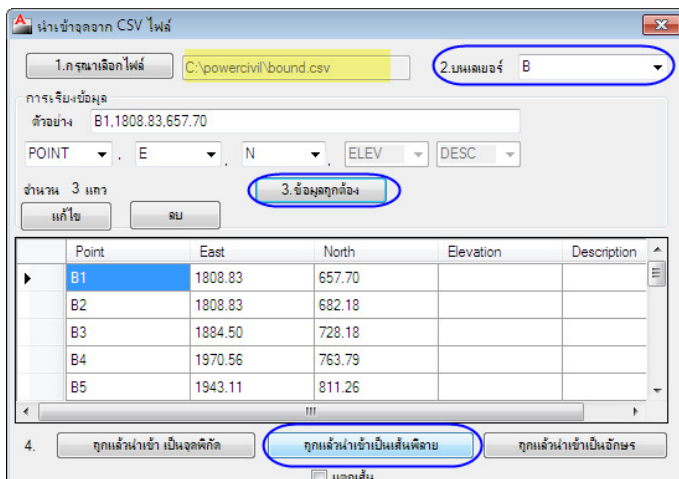 นำเข้าจุดจาก CSV ไฟล์
1.กรุณาเลือกไฟล์ C:\powercivil\bound.csv 2.บนเลเยอร์ B
การเรียงข้อมูล
ตัวอย่าง B1,1808.83,657.70
POINT , E , N , ELEV DESC
จำนวน 3 แถว 3.ข้อมูลถูกต้อง
แก้ไข ลบ
Point East North Elevation Description
B1 1808.83 657.70
B2 1808.83 682.18
B3 1884.50 728.18
B4 1970.56 763.79
B5 1943.11 811.26
4. ถูกแล้วนำเข้า เป็นจุดพิกัด ถูกแล้วนำเข้าเป็นเส้นพีลาย ถูกแล้วนำเข้าเป็นอักษร
แตกเส้น